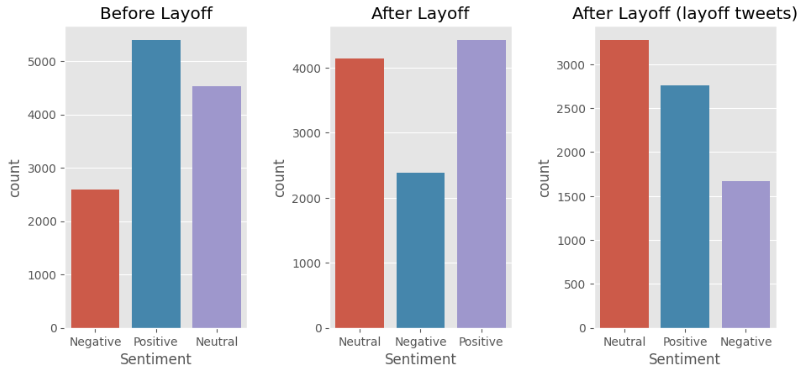 Before Layoff
5000
4000
3000
2000
1000
0
count
Negative Positive Neutral
Sentiment
After Layoff
4000
3000
2000
1000
0
count
Neutral Negative Positive
Sentiment
After Layoff (layoff tweets)
3000
2500
2000
1500
1000
500
0
count
Neutral Positive Negative
Sentiment